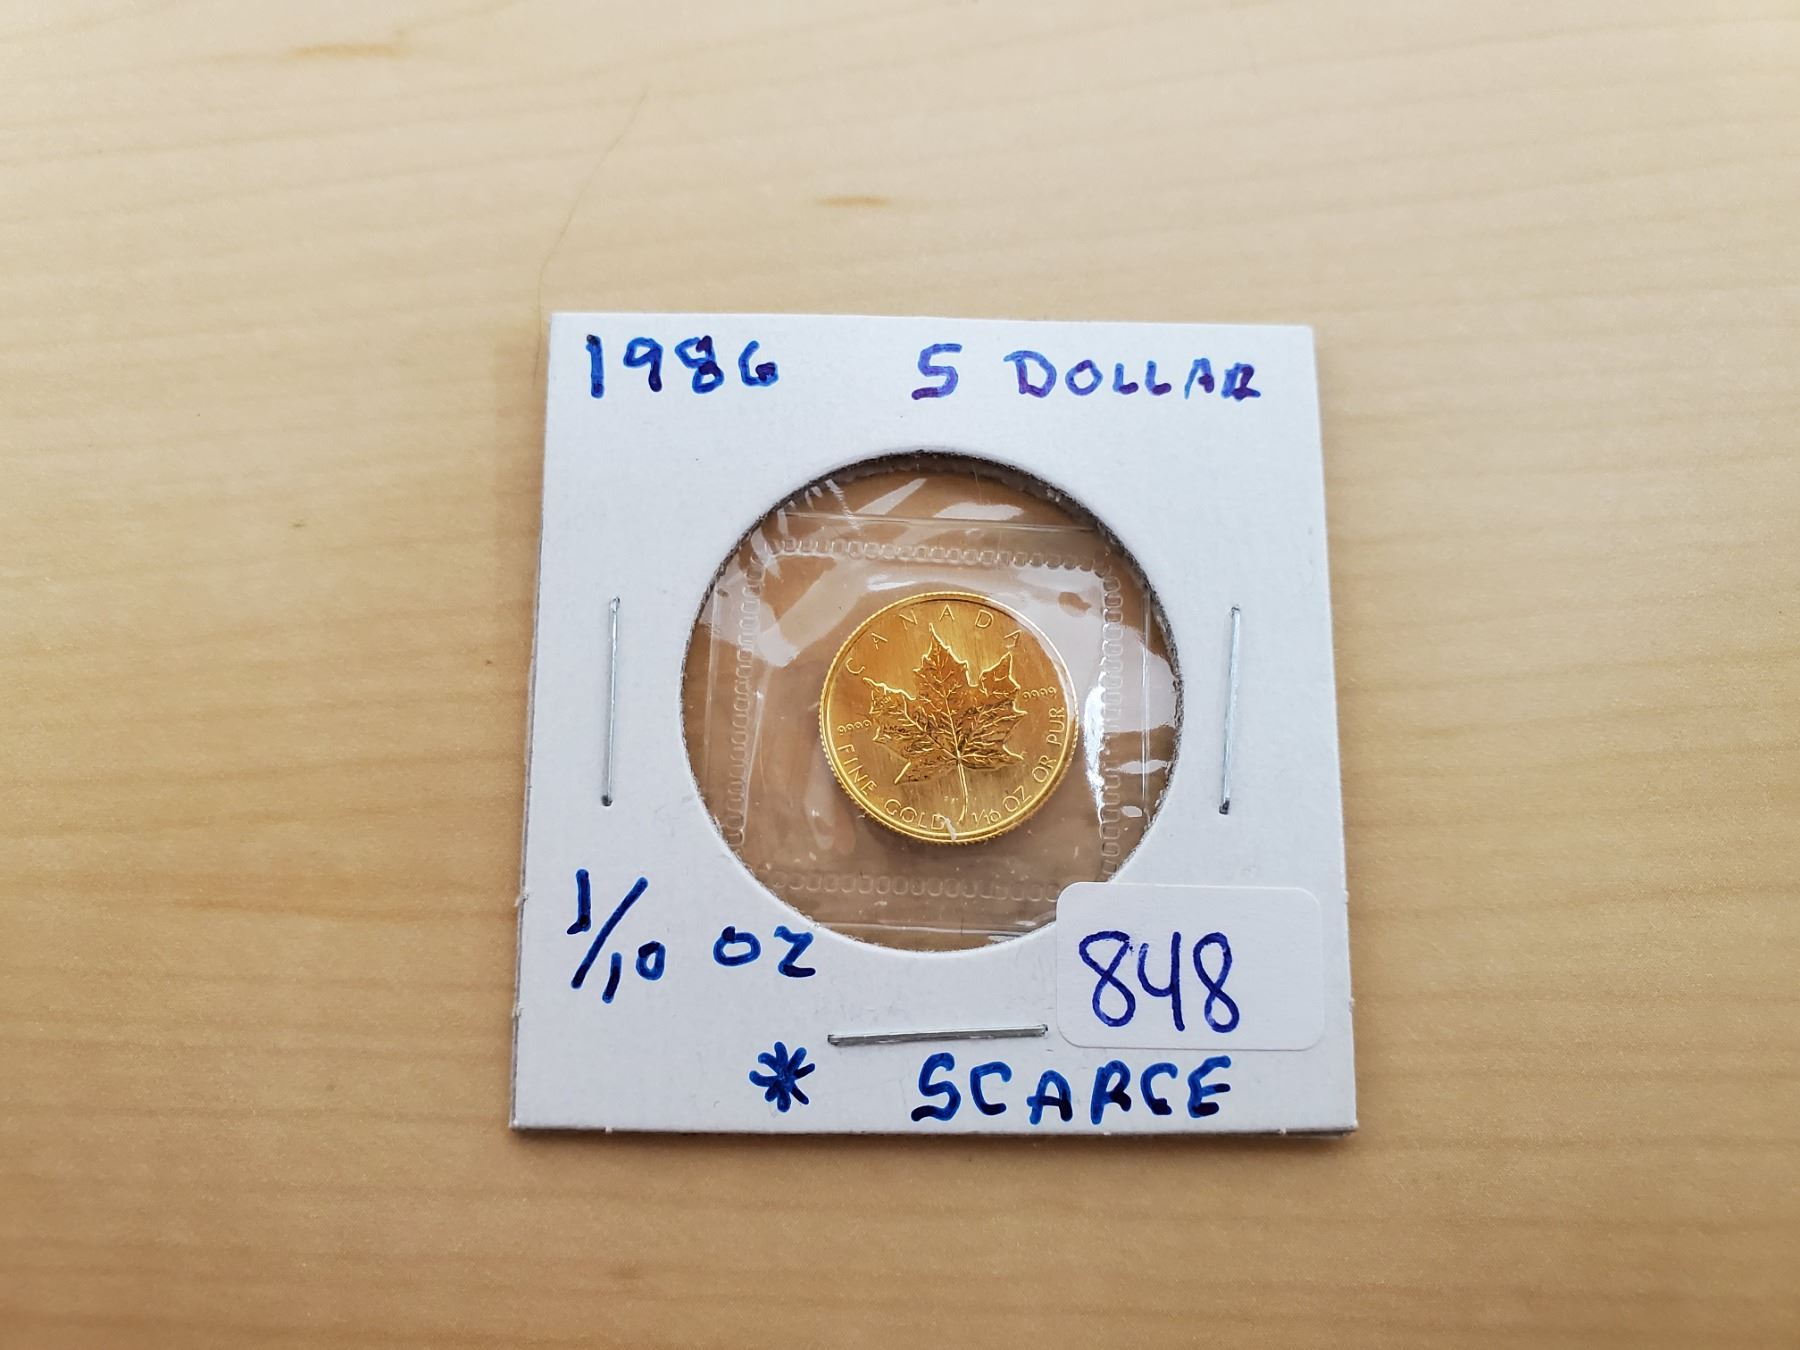 1986 5 DOLLAR
CANADA
9999 9999
FINE GOLD 1/10 OZ OR PUR
1/10 OZ
848
* SCARCE